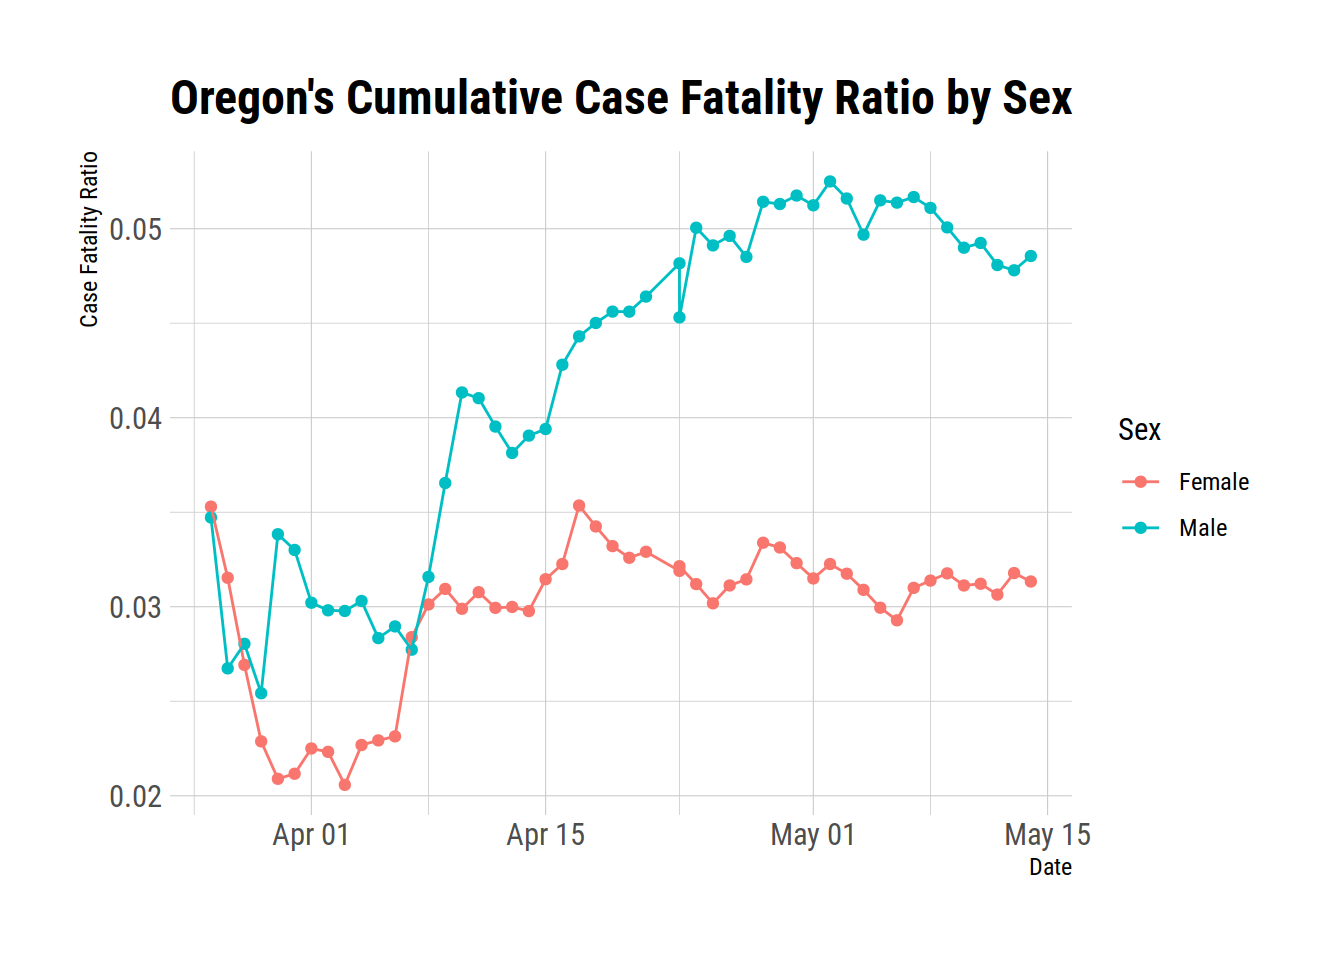 Oregon's Cumulative Case Fatality Ratio by Sex
Case Fatality Ratio
0.05
0.04
0.03
0.02
Apr 01
Apr 15
May 01
May 15
Date
Sex
Female
Male